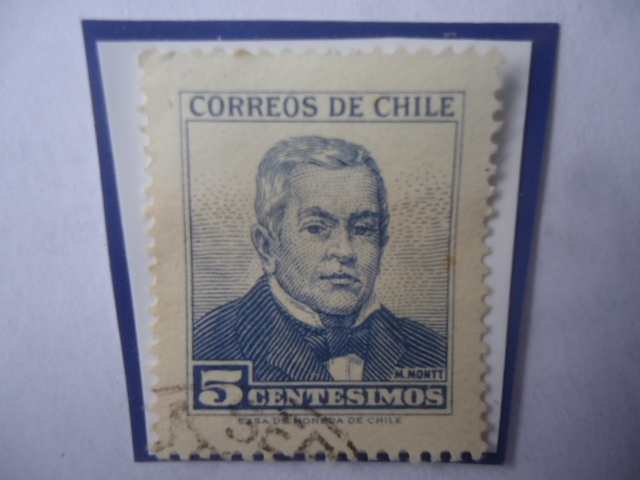 CORREOS DE CHILE
M. MONTT
5 CENTESIMOS
CASA DE MONEDA DE CHILE